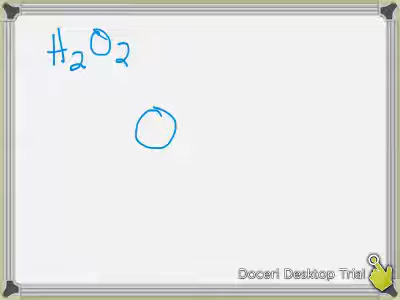 H₂O₂
O
Doceri Desktop Trial